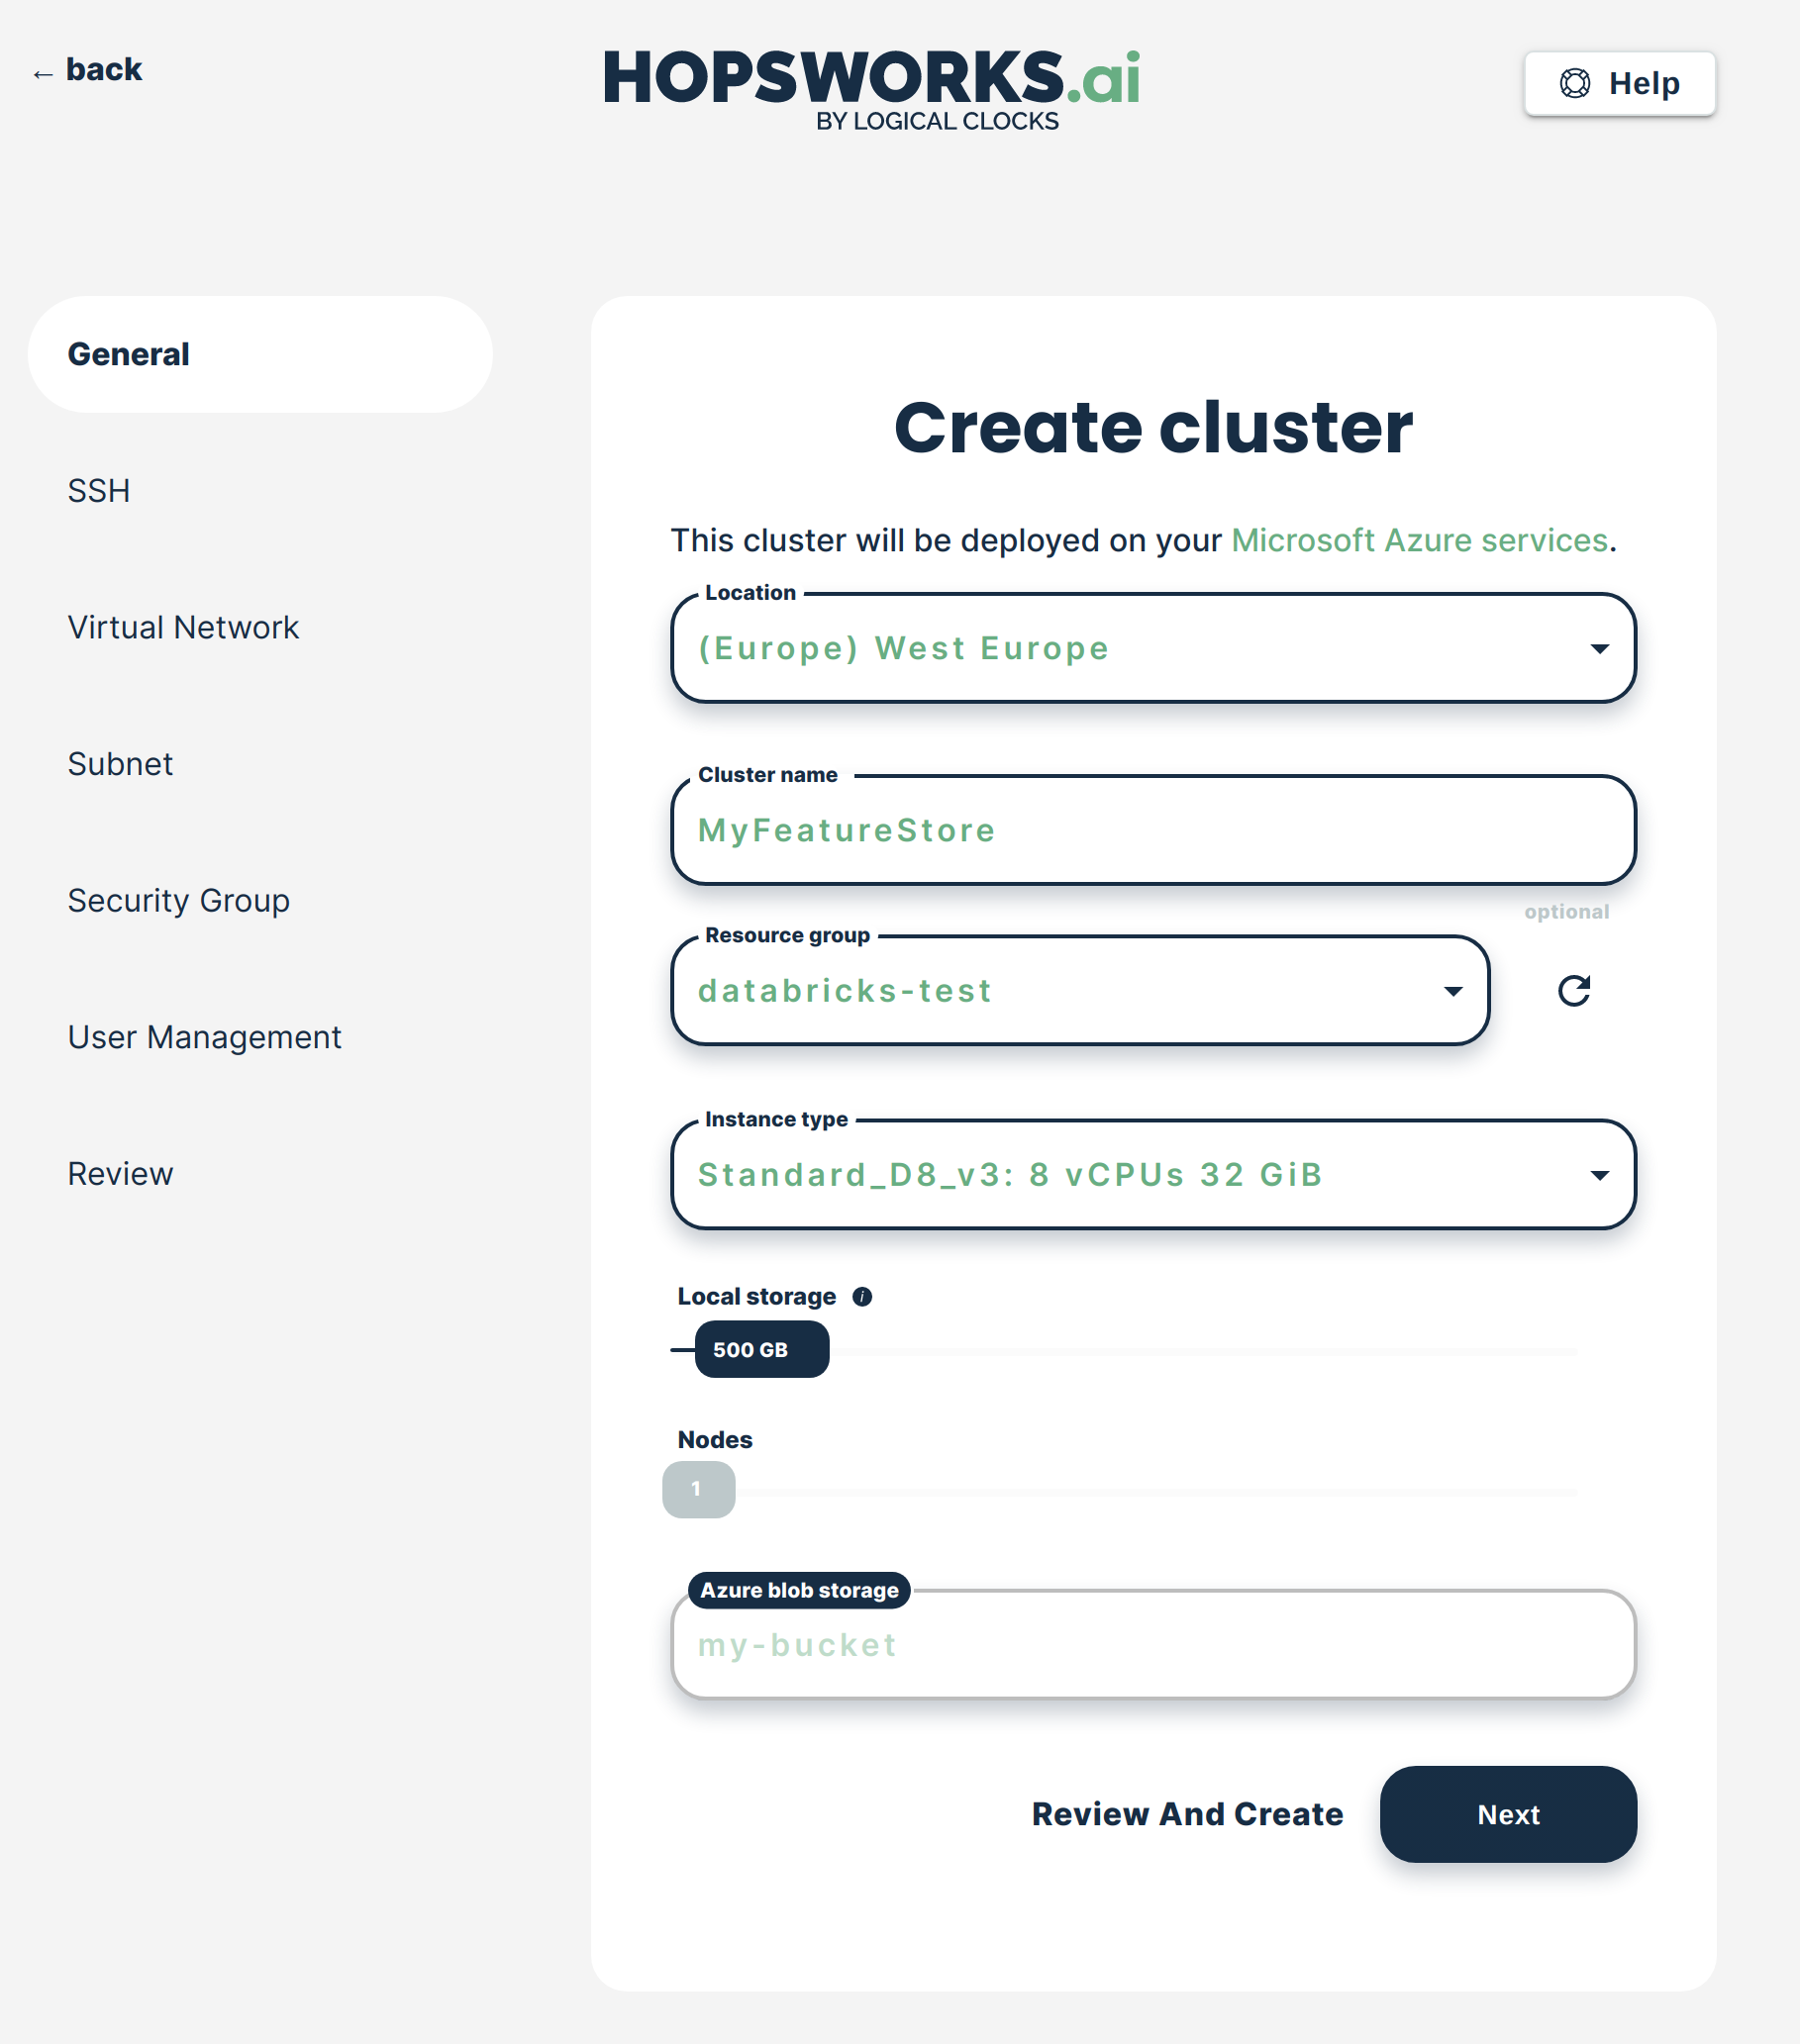 ← back
HOPSWORKS.ai
BY LOGICAL CLOCKS
Help
General
SSH
Virtual Network
Subnet
Security Group
User Management
Review
Create cluster
This cluster will be deployed on your Microsoft Azure services.
Location
(Europe) West Europe
Cluster name
MyFeatureStore
optional
Resource group
databricks-test
Instance type
Standard_D8_v3: 8 vCPUs 32 GiB
Local storage i
500 GB
Nodes
1
Azure blob storage
my-bucket
Review And Create
Next